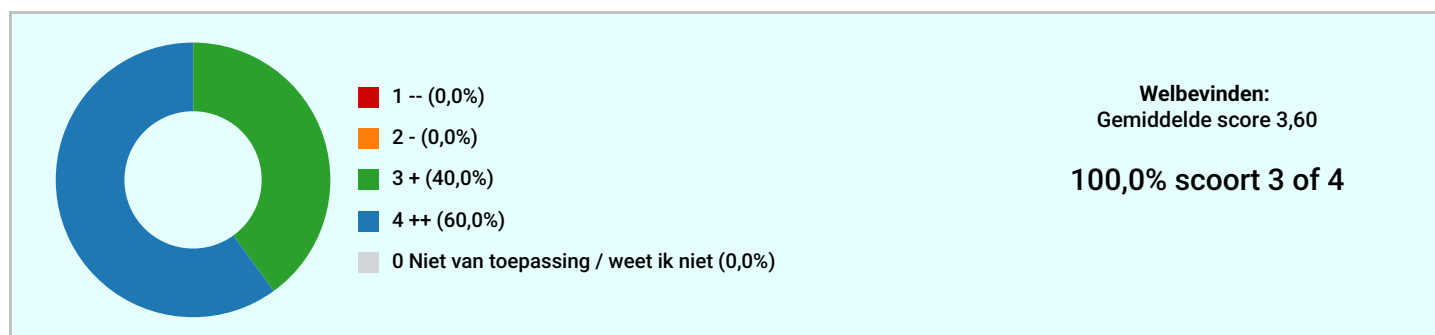 1 -- (0,0%)
2 - (0,0%)
3 + (40,0%)
4 ++ (60,0%)
0 Niet van toepassing / weet ik niet (0,0%)
Welbevinden:
Gemiddelde score 3,60
100,0% scoort 3 of 4